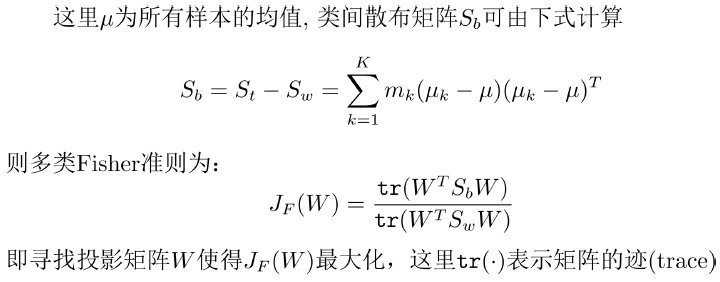 这里μ为所有样本的均值, 类间散布矩阵S_b可由下式计算
S_b = S_t − S_w = \sum_{k=1}^{K} m_k(μ_k − μ)(μ_k − μ)^T
则多类Fisher准则为：
J_F(W) = \frac{tr(W^T S_b W)}{tr(W^T S_w W)}
即寻找投影矩阵W使得J_F(W)最大化，这里tr(·)表示矩阵的迹(trace)